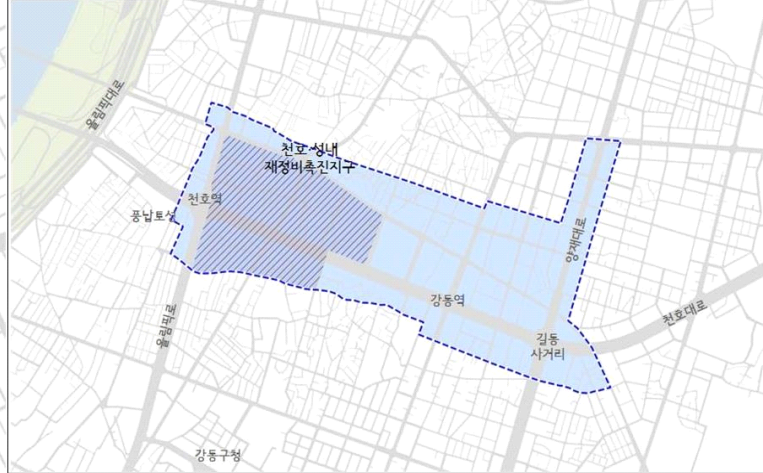 올림픽대로
천호·성내
재정비촉진지구
천호역
풍납토성
양재대로
강동역
천호대로
올림픽로
길동
사거리
강동구청